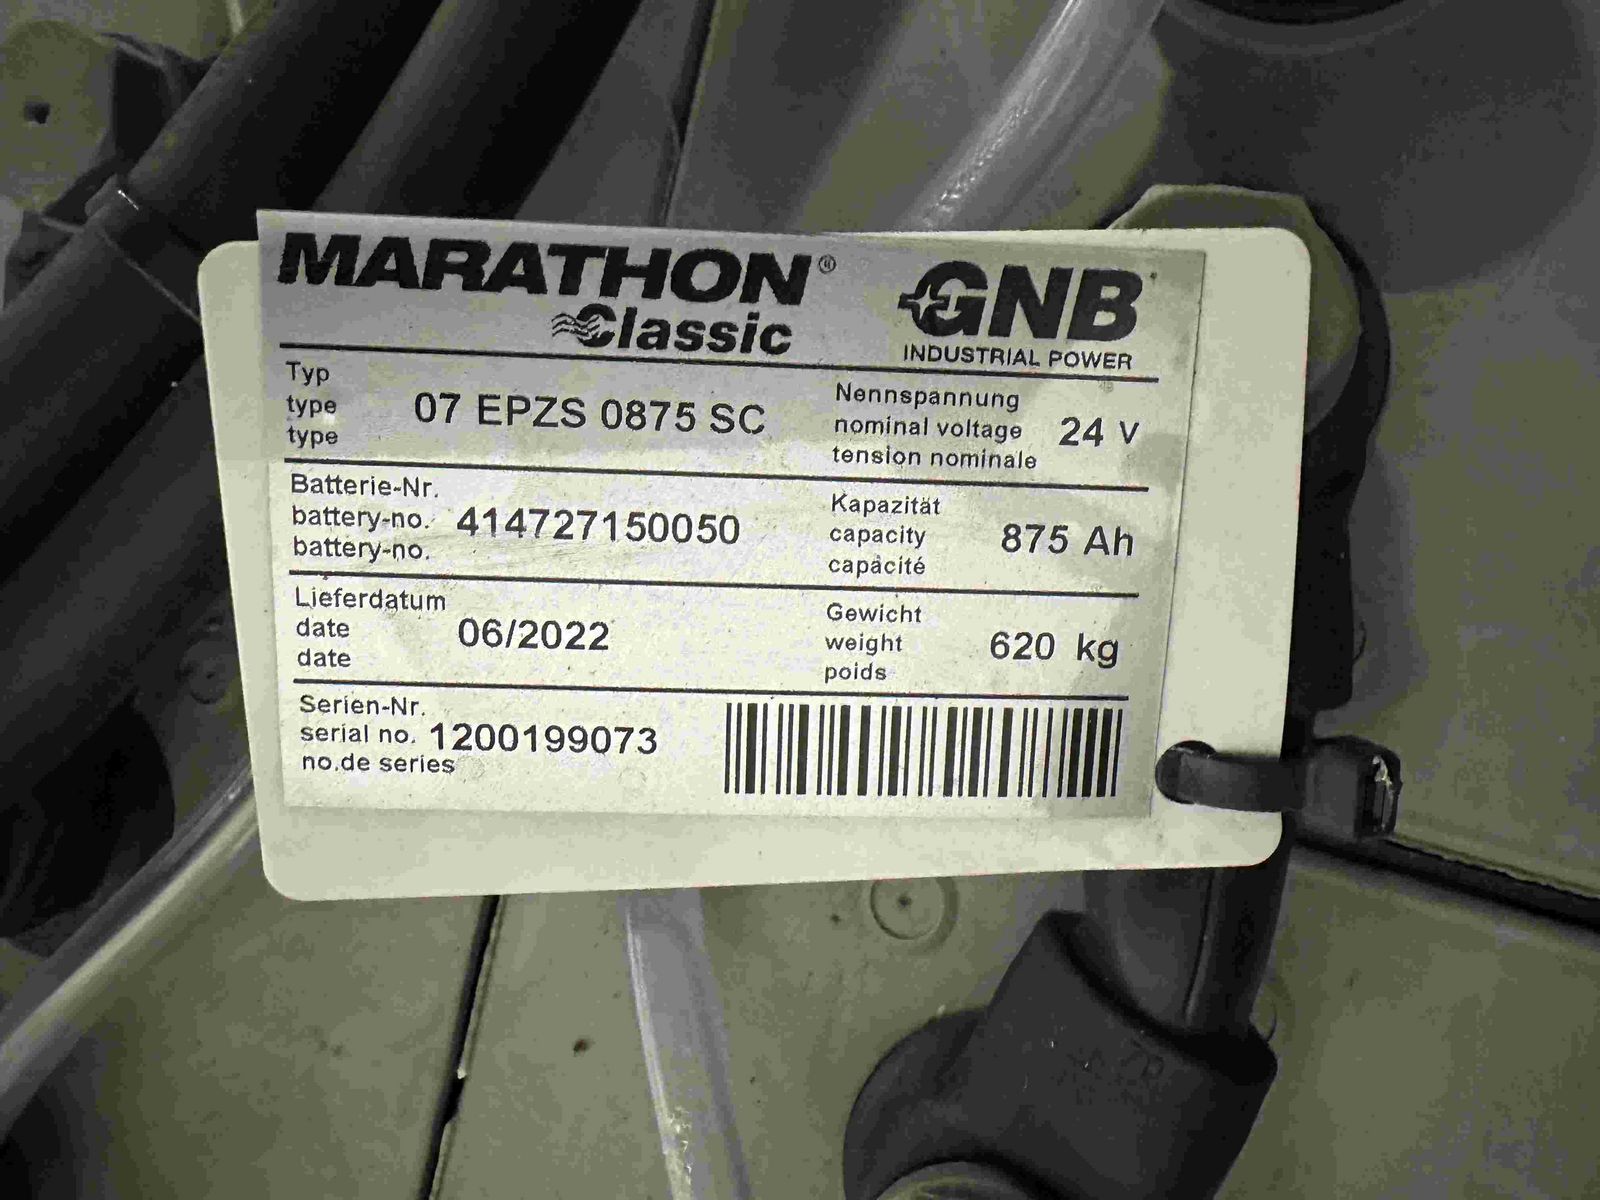 MARATHON®
Classic
GNB
INDUSTRIAL POWER
Typ
type
type
07 EPZS 0875 SC
Nennspannung
nominal voltage
tension nominale
24 V
Batterie-Nr.
battery-no.
battery-no.
414727150050
Kapazität
capacity
capacité
875 Ah
Lieferdatum
date
date
06/2022
Gewicht
weight
poids
620 kg
Serien-Nr.
serial no.
no.de series
1200199073